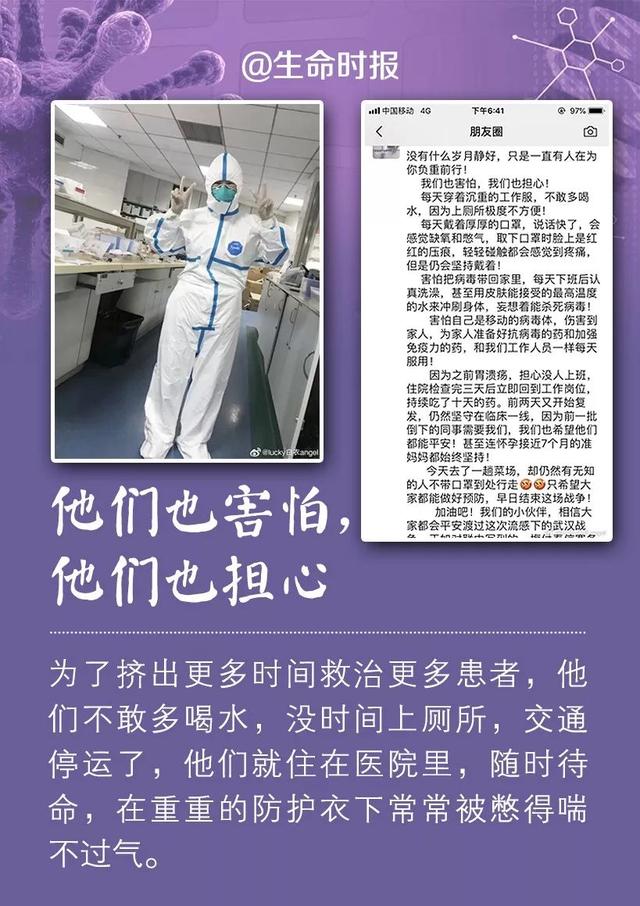 @生命时报
中国移动 4G 下午6:41 97%
朋友圈
没有什么岁月静好，只是一直有人在为
你负重前行！
我们也害怕，我们也担心！
每天穿着沉重的工作服，不敢多喝
水，因为上厕所极度不方便！
每天戴着厚厚的口罩，说话快了，会
感觉缺氧和憋气，取下口罩时脸上是红
红的压痕，轻轻碰触都会感觉到疼痛，
但是仍会坚持戴着！
害怕把病毒带回家里，每天下班后认
真洗澡，甚至用皮肤能接受的最高温度
的水来冲刷身体，妄想着能杀死病毒！
害怕自己是移动的病毒体，伤害到
家人，为家人准备好抗病毒的药和加强
免疫力的药，和我们工作人员一样每天
服用！
因为之前胃溃疡，担心没人上班，
住院检查完三天后立即回到工作岗位，
持续吃了十天的药。前两天又开始复
发，仍然坚守在临床一线，因为前一批
倒下的同事需要我们，我们也希望他们
都能平安！甚至连怀孕接近7个月的准
妈妈都始终坚持！
今天去了一趟菜场，却仍然有无知
的人不带口罩到处行走🤣🤣只希望大
家都能做好预防，早日结束这场战争！
加油吧！我们的小伙伴，相信大
家都会平安渡过这次流感下的武汉战
@lucky白衣angel
他们也害怕，
他们也担心
为了挤出更多时间救治更多患者，他
们不敢多喝水，没时间上厕所，交通
停运了，他们就住在医院里，随时待
命，在重重的防护衣下常常被憋得喘
不过气。